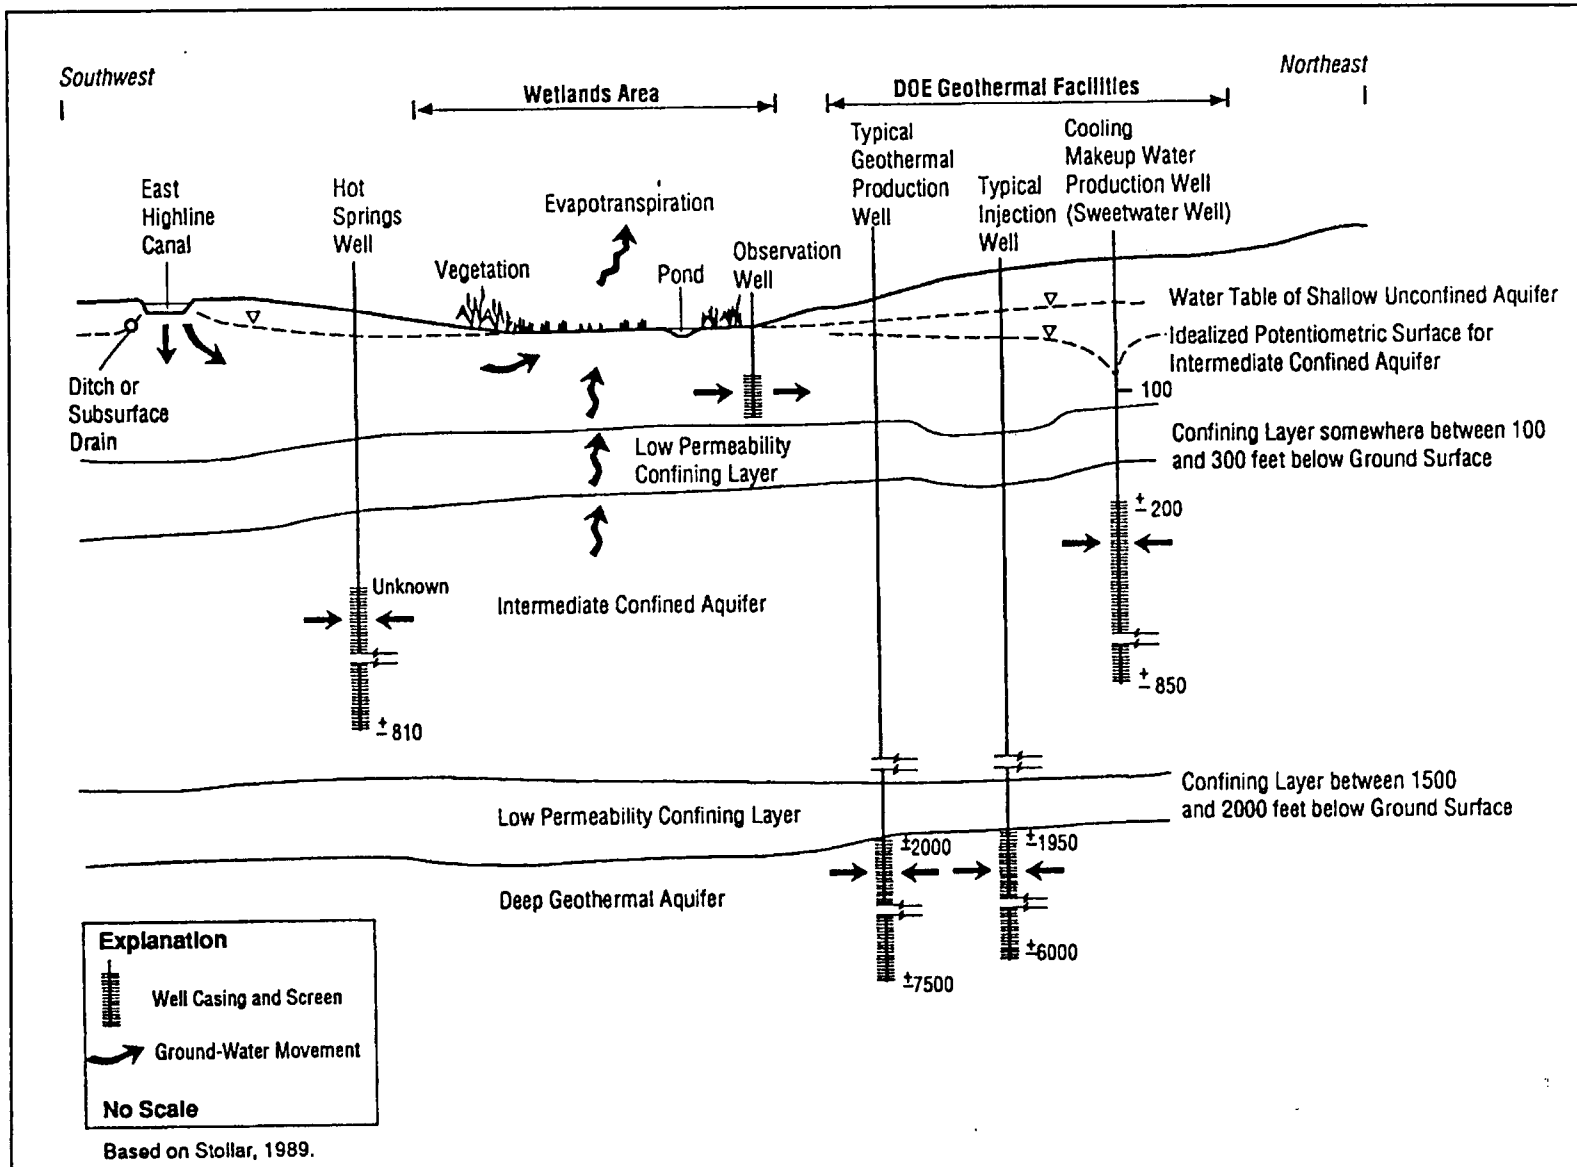 Southwest
Northeast
Wetlands Area
DOE Geothermal Facilities
East
Highline
Canal
Hot
Springs
Well
Evapotranspiration
Vegetation
Pond
Observation
Well
Typical
Geothermal
Production
Well
Typical
Injection
Well
Cooling
Makeup Water
Production Well
(Sweetwater Well)
Water Table of Shallow Unconfined Aquifer
Idealized Potentiometric Surface for
Intermediate Confined Aquifer
100
Ditch or
Subsurface
Drain
Low Permeability
Confining Layer
Confining Layer somewhere between 100
and 300 feet below Ground Surface
±200
Unknown
Intermediate Confined Aquifer
±850
±810
Confining Layer between 1500
and 2000 feet below Ground Surface
Low Permeability Confining Layer
±2000
±1950
Deep Geothermal Aquifer
±6000
±7500
Explanation
Well Casing and Screen
Ground-Water Movement
No Scale
Based on Stollar, 1989.